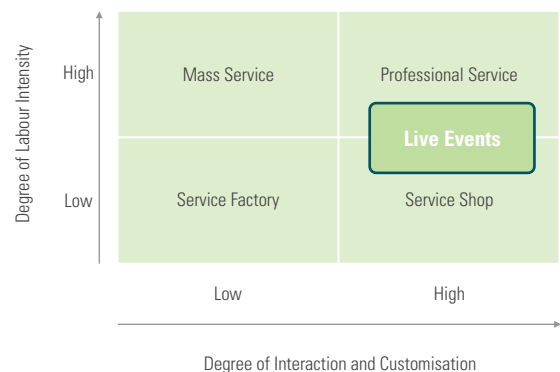 Degree of Labour Intensity
High
Mass Service
Professional Service
Live Events
Low
Service Factory
Service Shop
Low
High
Degree of Interaction and Customisation